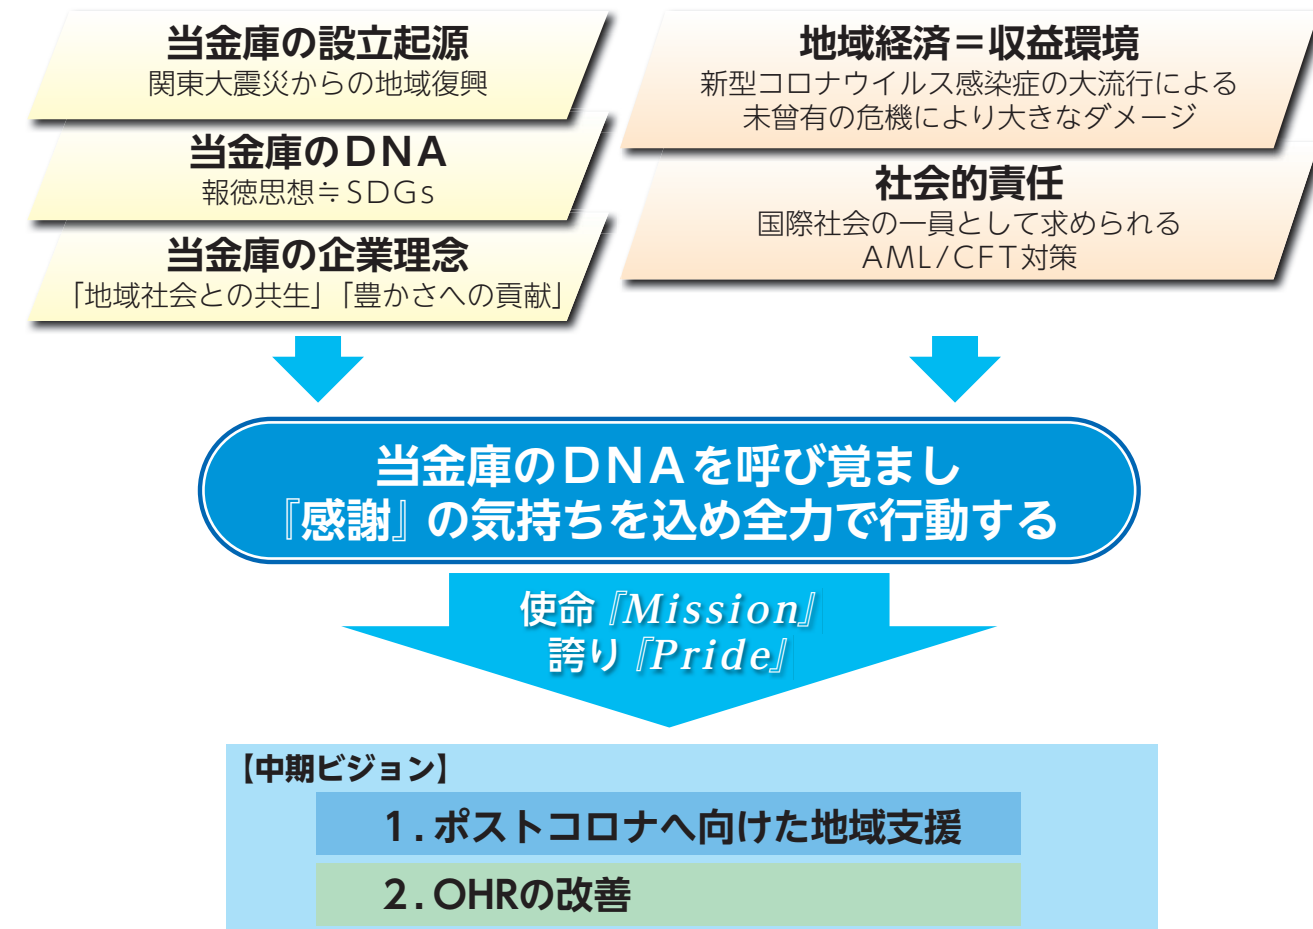 当金庫の設立起源
関東大震災からの地域復興
当金庫のDNA
報徳思想≒SDGs
当金庫の企業理念
「地域社会との共生」「豊かさへの貢献」
地域経済＝収益環境
新型コロナウイルス感染症の大流行による
未曾有の危機により大きなダメージ
社会的責任
国際社会の一員として求められる
AML/CFT対策
当金庫のDNAを呼び覚まし
『感謝』の気持ちを込め全力で行動する
使命『Mission』
誇り『Pride』
【中期ビジョン】
1．ポストコロナへ向けた地域支援
2．OHRの改善